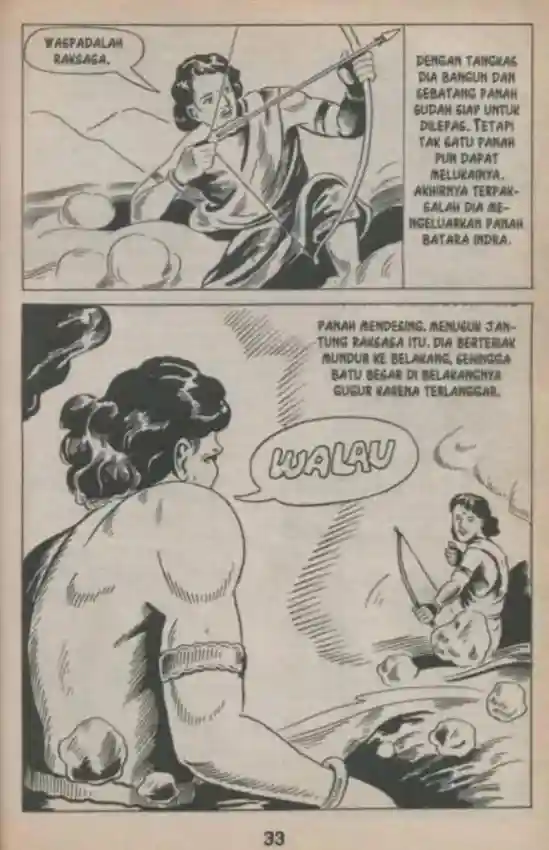 WASPADALAH
RAKSASA.
DENGAN TANGKAS
DIA BANGUN DAN
SEBATANG PANAH
SUDAH SIAP UNTUK
DILEPAS. TETAPI
TAK SATU PANAH
PUN DAPAT
MELUKAINYA.
AKHIRNYA TERPAK-
SALAH DIA ME-
NGELUARKAN PANAH
BATARA INDRA.
PANAH MENDESING. MENUSUK JAN-
TUNG RAKSASA ITU. DIA BERTERIAK
MUNDUR KE BELAKANG, SEHINGGA
BATU BESAR DI BELAKANGNYA
GUGUR KARENA TERLANGGAR.
WALAU
33